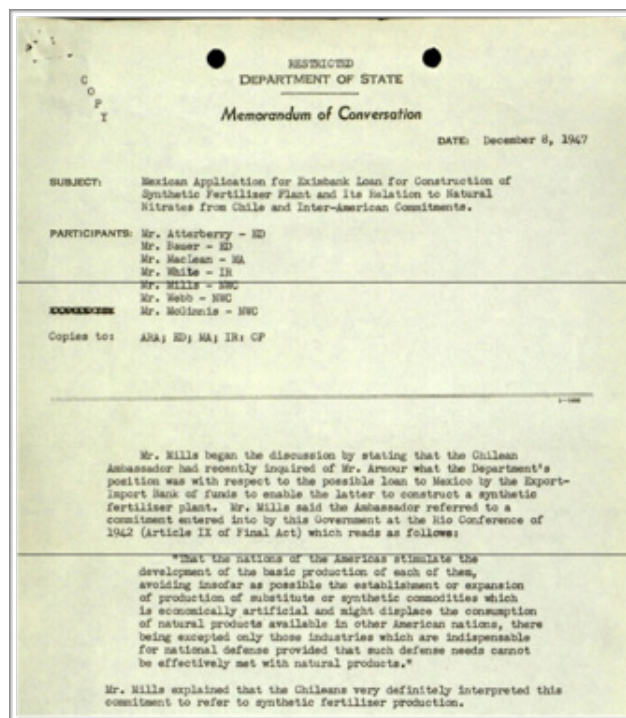 C
O
P
Y
RESTRICTED
DEPARTMENT OF STATE
Memorandum of Conversation
DATE: December 8, 1947
SUBJECT: Mexican Application for Eximbank Loan for Construction of
Synthetic Fertilizer Plant and Its Relation to Natural
Nitrates from Chile and Inter-American Commitments.
PARTICIPANTS: Mr. Atterberry - ED
Mr. Bauer - ED
Mr. MacLean - MA
Mr. White - IR
Mr. Mills - NWC
Mr. Webb - NWC
Mr. McGinnis - NWC
Copies to: ARA; ED; MA; IR; CP
Mr. Mills began the discussion by stating that the Chilean
Ambassador had recently inquired of Mr. Armour what the Department's
position was with respect to the possible loan to Mexico by the Export-
Import Bank of funds to enable the latter to construct a synthetic
fertilizer plant. Mr. Mills said the Ambassador referred to a
commitment entered into by this Government at the Rio Conference of
1942 (Article IX of Final Act) which reads as follows:
"That the nations of the Americas stimulate the
development of the basic production of each of them,
avoiding insofar as possible the establishment or expansion
of production of substitute or synthetic commodities which
is economically artificial and might displace the consumption
of natural products available in other American nations, there
being excepted only those industries which are indispensable
for national defense provided that such defense needs cannot
be effectively met with natural products."
Mr. Mills explained that the Chileans very definitely interpreted this
commitment to refer to synthetic fertilizer production.